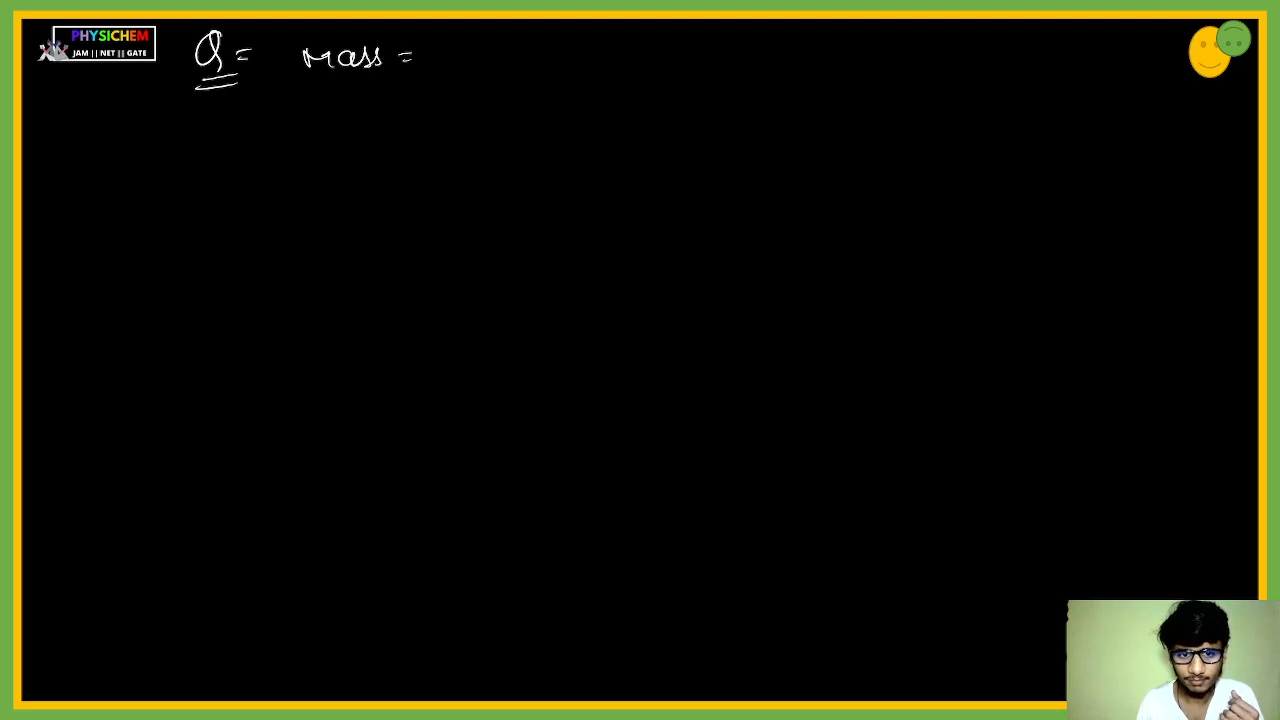 PHYSICHEM
JAM || NET || GATE
Q= mass =